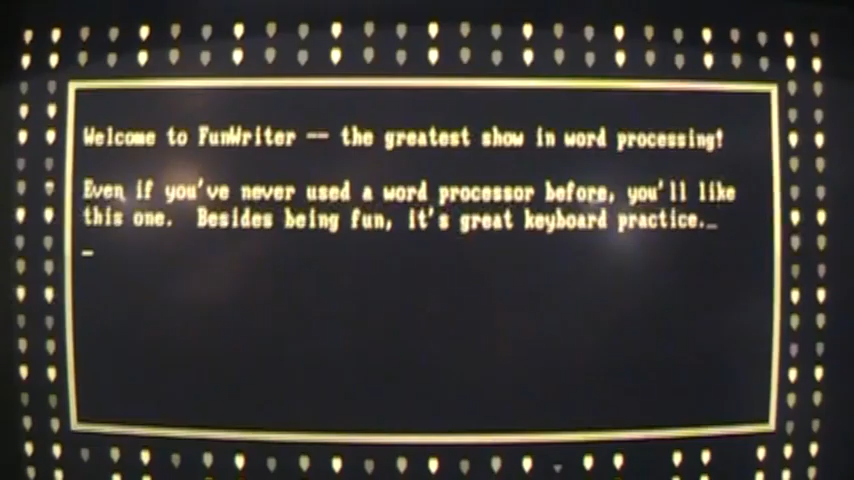 Welcome to FunWriter -- the greatest show in word processing!
Even if you've never used a word processor before, you'll like
this one.  Besides being fun, it's great keyboard practice._
_